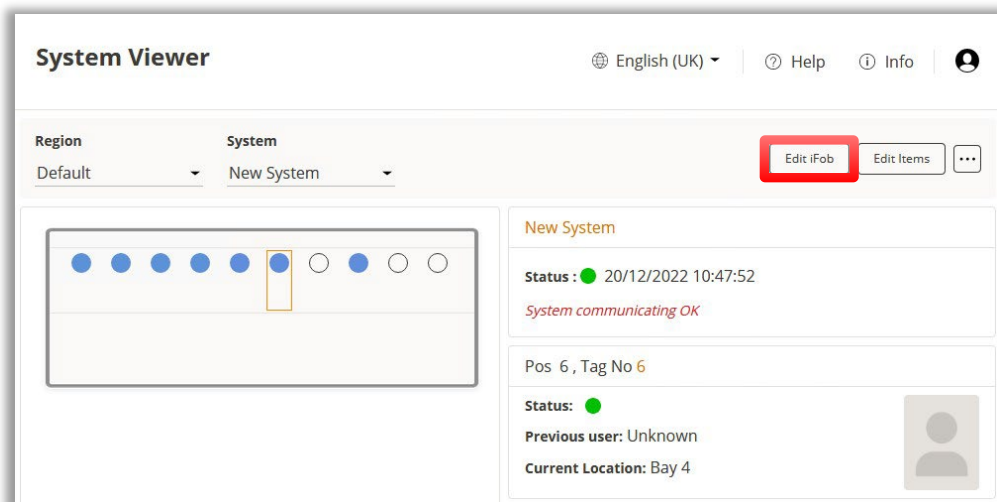 System Viewer
English (UK)
Help
Info
Region
System
Default
New System
Edit iFob
Edit Items
...
New System
Status : 20/12/2022 10:47:52
System communicating OK
Pos 6 , Tag No 6
Status:
Previous user: Unknown
Current Location: Bay 4